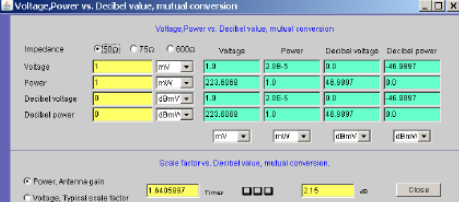 Voltage,Power vs. Decibel value, mutual conversion
Voltage,Power vs. Decibel value, mutual conversion
Impedance 50Ω 75Ω 600Ω Voltage Power Decibel voltage Decibel power
Voltage 1 mV 1.0 2.0E-5 0.0 -46.9897
Power 1 mW 223.6068 1.0 46.9897 0.0
Decibel voltage 0 dBmV 1.0 2.0E-5 0.0 -46.9897
Decibel power 0 dBmW 223.6068 1.0 46.9897 0.0
mV mW dBmV dBmW
Scale factor vs. Decibel value, mutual conversion.
Power, Antenna gain
1.6405897 Times 2.15 dB Close
Voltage, Typical scale factor